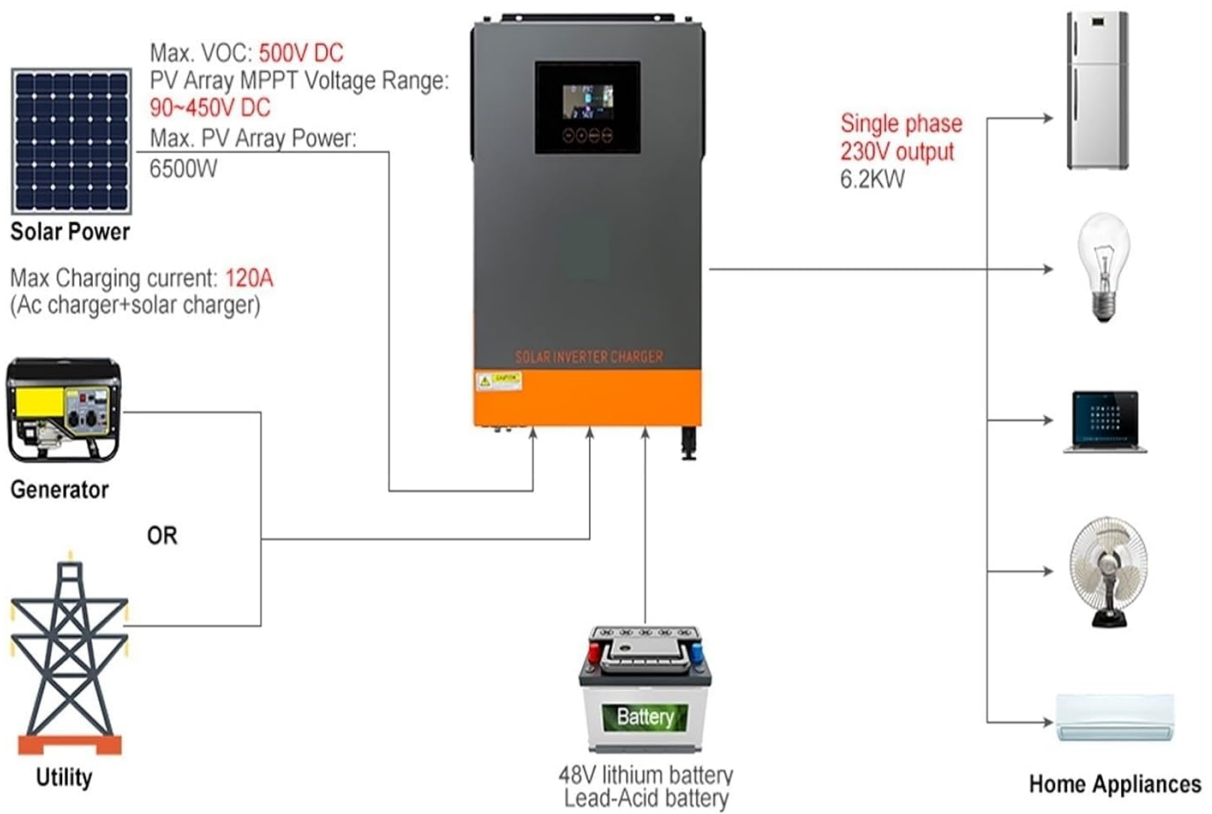 Max. VOC: 500V DC
PV Array MPPT Voltage Range:
90~450V DC
Max. PV Array Power:
6500W
Solar Power
Max Charging current: 120A
(Ac charger+solar charger)
Generator
OR
Utility
SOLAR INVERTER CHARGER
CAUTION
Battery
48V lithium battery
Lead-Acid battery
Single phase
230V output
6.2KW
Home Appliances